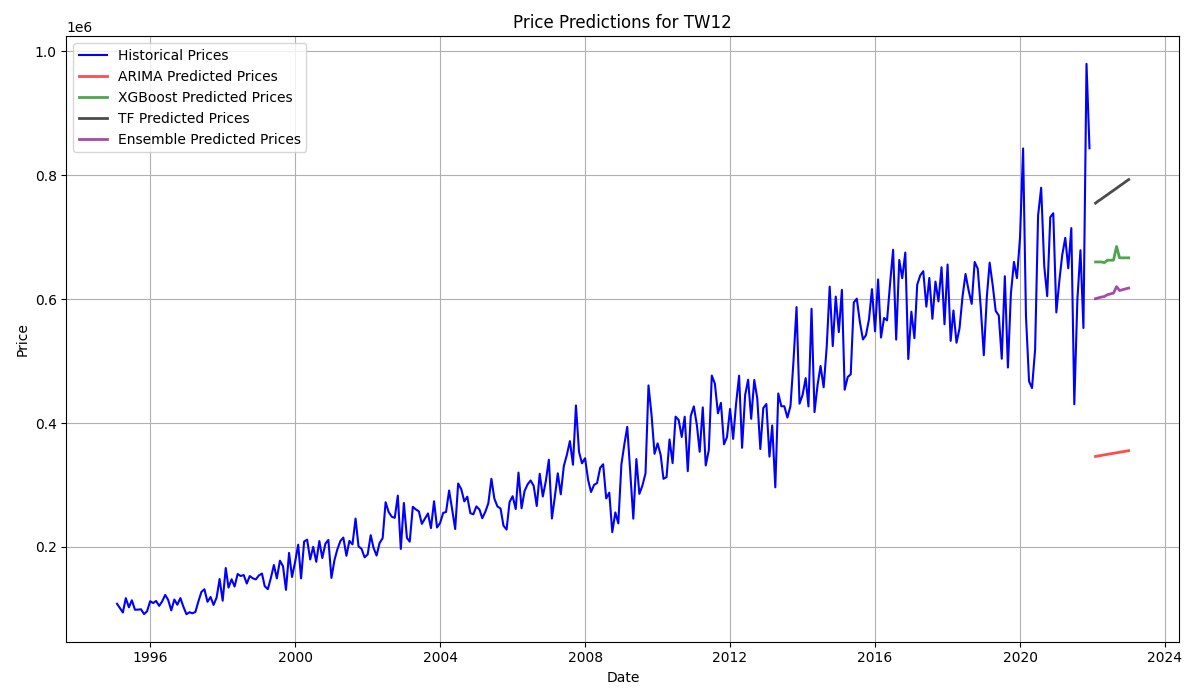 Price Predictions for TW12
1e6
Historical Prices
ARIMA Predicted Prices
XGBoost Predicted Prices
TF Predicted Prices
Ensemble Predicted Prices
1.0
0.8
0.6
0.4
0.2
Price
1996 2000 2004 2008 2012 2016 2020 2024
Date